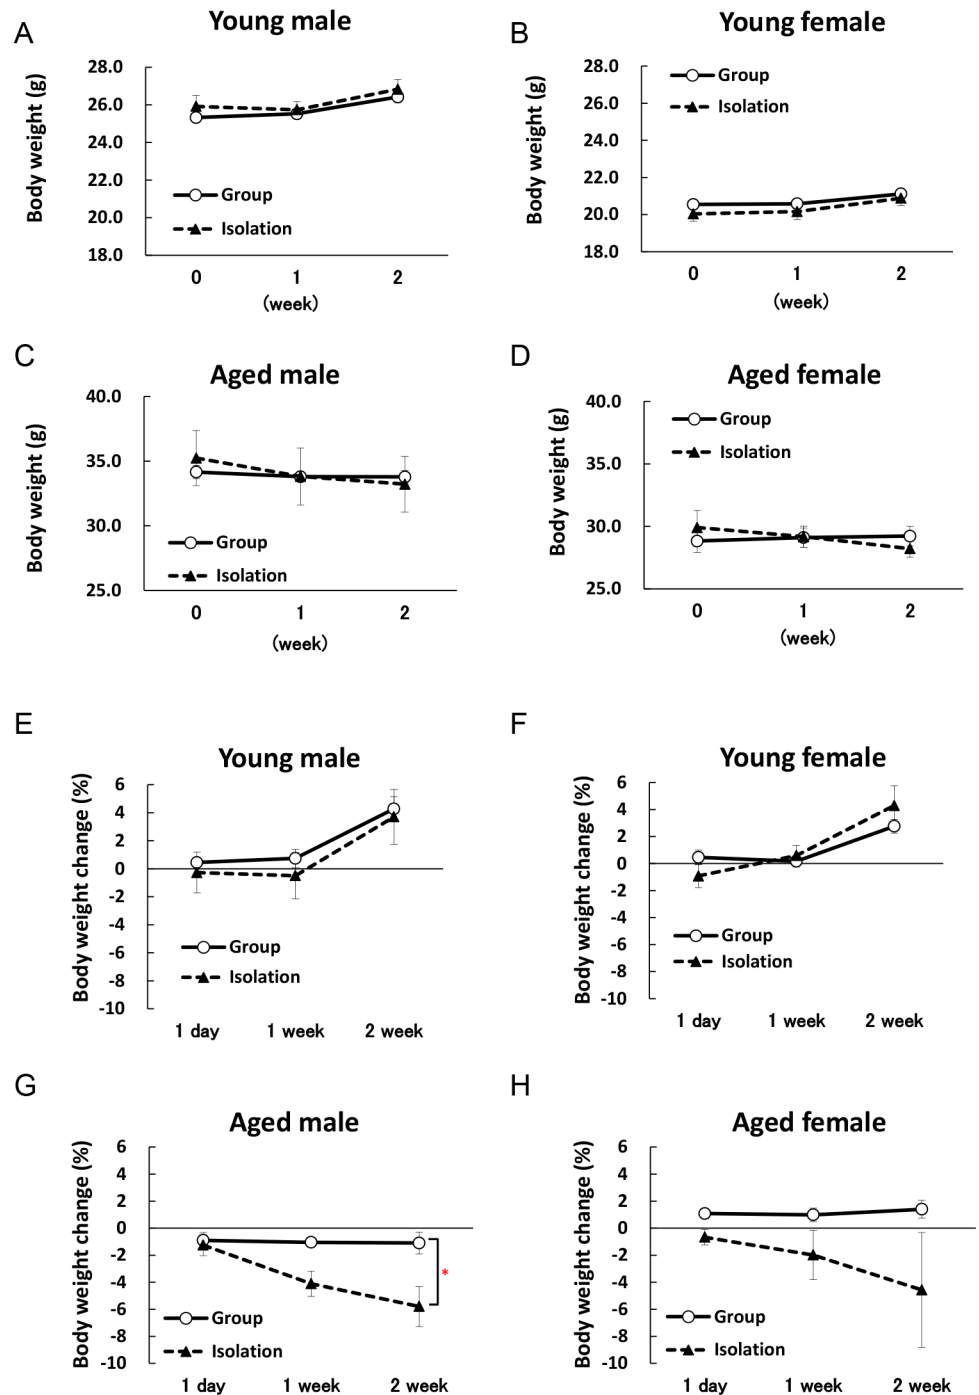 A
Young male
Body weight (g)
28.0
26.0
24.0
22.0
20.0
18.0
Group
Isolation
0
1
2
(week)
B
Young female
Body weight (g)
28.0
26.0
24.0
22.0
20.0
18.0
Group
Isolation
0
1
2
(week)
C
Aged male
Body weight (g)
40.0
35.0
30.0
25.0
Group
Isolation
0
1
2
(week)
D
Aged female
Body weight (g)
40.0
35.0
30.0
25.0
Group
Isolation
0
1
2
(week)
E
Young male
Body weight change (%)
6
4
2
0
-2
-4
-6
-8
-10
Group
Isolation
1 day
1 week
2 week
F
Young female
Body weight change (%)
6
4
2
0
-2
-4
-6
-8
-10
Group
Isolation
1 day
1 week
2 week
G
Aged male
Body weight change (%)
6
4
2
0
-2
-4
-6
-8
-10
*
Group
Isolation
1 day
1 week
2 week
H
Aged female
Body weight change (%)
6
4
2
0
-2
-4
-6
-8
-10
Group
Isolation
1 day
1 week
2 week